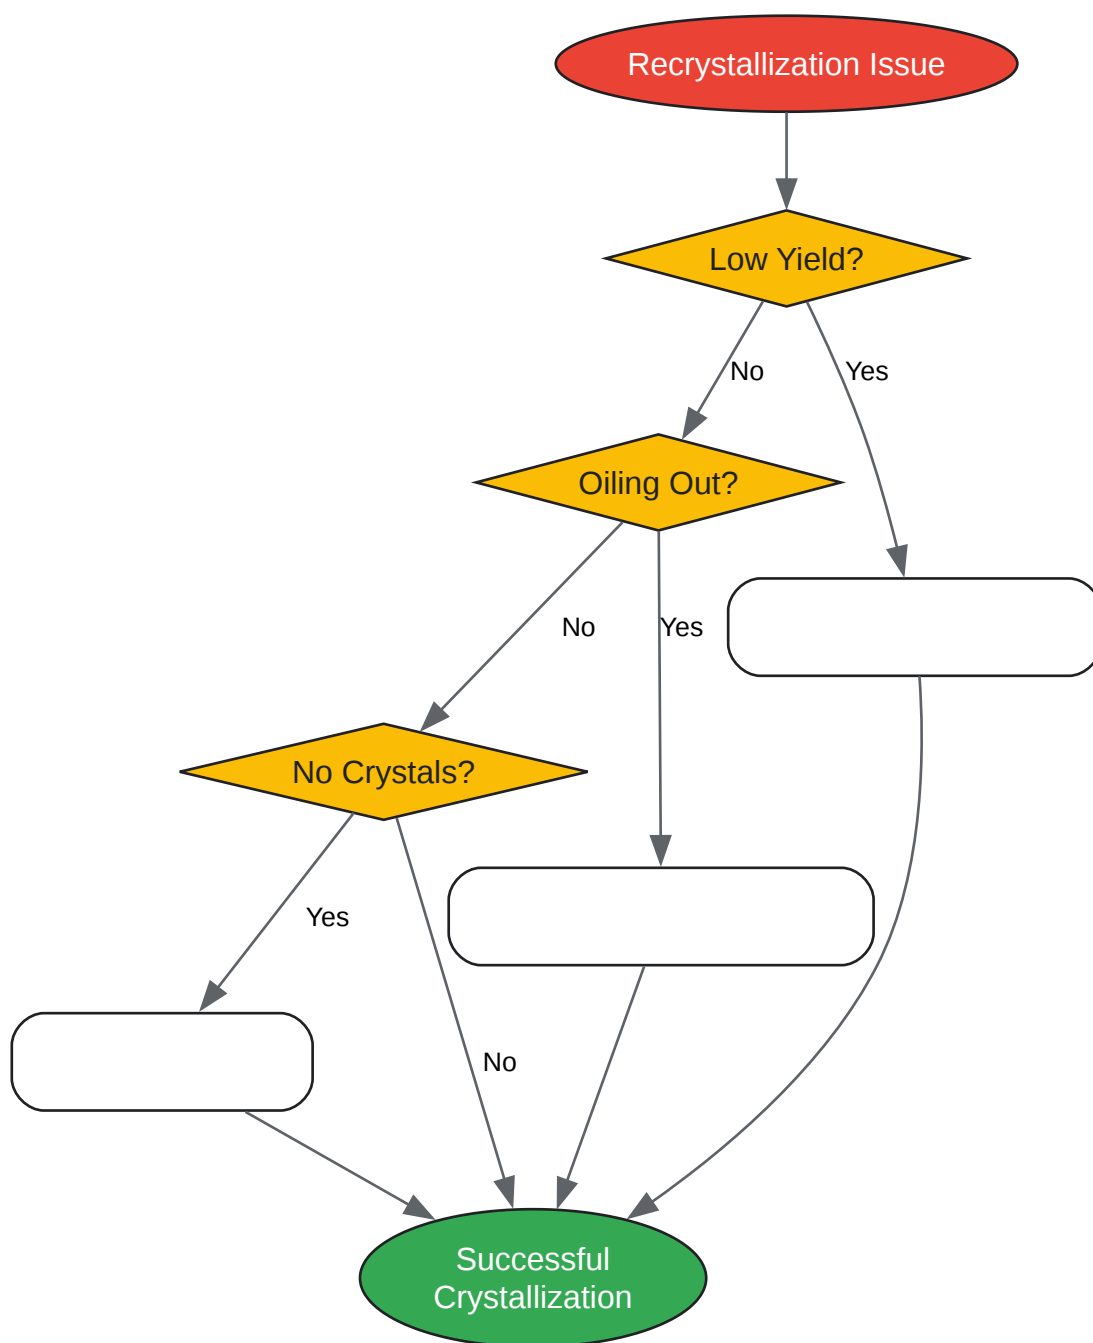 Recrystallization Issue
Low Yield?
No
Yes
Oiling Out?
No
Yes
No Crystals?
Yes
No
Successful
Crystallization